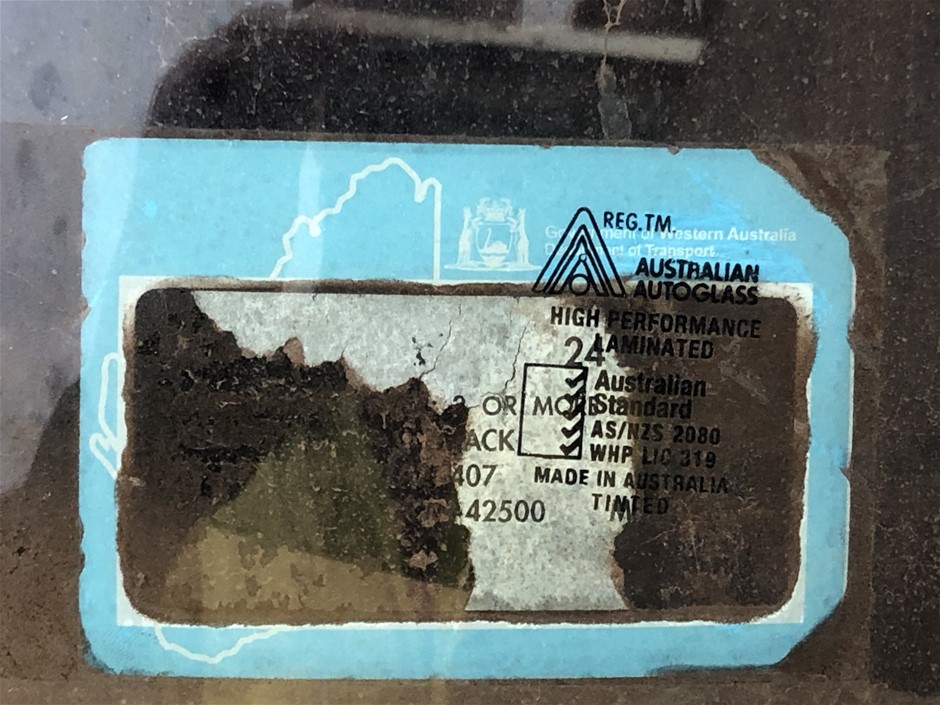 REG.TM.
Government of Western Australia
Department of Transport
AUSTRALIAN
AUTOGLASS
HIGH PERFORMANCE
LAMINATED
24
Australian
Standard
OR MORE
AS/NZS 2080
ACK
WHP LIC 319
407
MADE IN AUSTRALIA
TINTED
42500
M